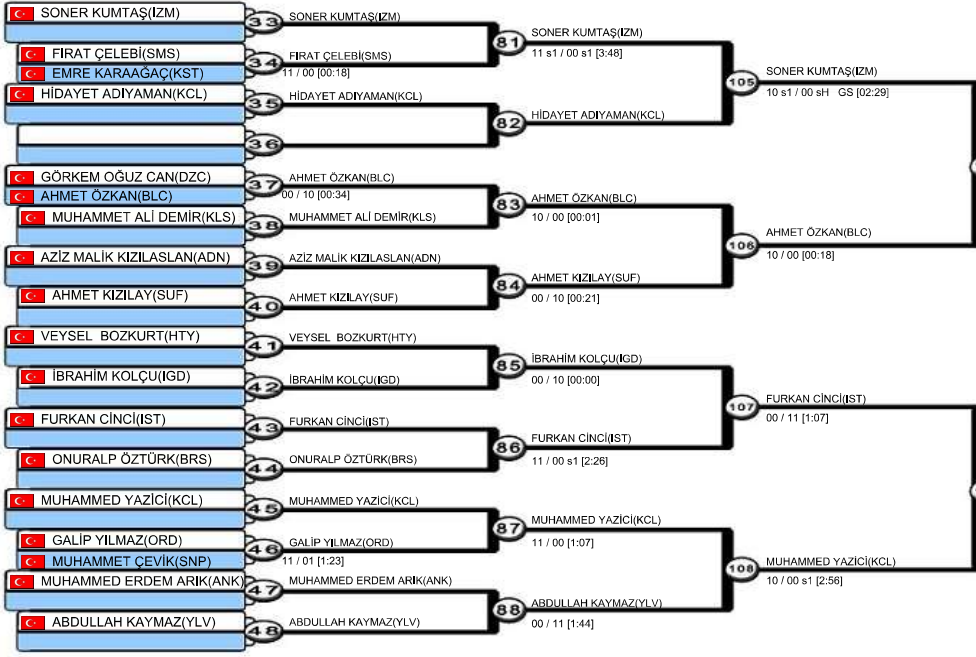 SONER KUMTAŞ(İZM)
FIRAT ÇELEBİ(SMS)
EMRE KARAAĞAÇ(KST)
HİDAYET ADIYAMAN(KCL)
GÖRKEM OĞUZ CAN(DZC)
AHMET ÖZKAN(BLC)
MUHAMMET ALİ DEMİR(KLS)
AZİZ MALİK KIZILASLAN(ADN)
AHMET KIZILAY(SUF)
VEYSEL BOZKURT(HTY)
İBRAHİM KOLÇU(IGD)
FURKAN CİNCİ(IST)
ONURALP ÖZTÜRK(BRS)
MUHAMMED YAZİCİ(KCL)
GALİP YILMAZ(ORD)
MUHAMMET ÇEVİK(SNP)
MUHAMMED ERDEM ARIK(ANK)
ABDULLAH KAYMAZ(YLV)
33
34
35
36
37
38
39
40
41
42
43
44
45
46
47
48
SONER KUMTAŞ(İZM)
FIRAT ÇELEBİ(SMS)
11 / 00 [00:18]
HİDAYET ADIYAMAN(KCL)
AHMET ÖZKAN(BLC)
00 / 10 [00:34]
MUHAMMET ALİ DEMİR(KLS)
AZİZ MALİK KIZILASLAN(ADN)
AHMET KIZILAY(SUF)
VEYSEL BOZKURT(HTY)
İBRAHİM KOLÇU(IGD)
FURKAN CİNCİ(IST)
ONURALP ÖZTÜRK(BRS)
MUHAMMED YAZİCİ(KCL)
GALİP YILMAZ(ORD)
11 / 01 [1:23]
MUHAMMED ERDEM ARIK(ANK)
ABDULLAH KAYMAZ(YLV)
81
82
83
84
85
86
87
88
SONER KUMTAŞ(İZM)
11 s1 / 00 s1 [3:48]
HİDAYET ADIYAMAN(KCL)
AHMET ÖZKAN(BLC)
10 / 00 [00:01]
AHMET KIZILAY(SUF)
00 / 10 [00:21]
İBRAHİM KOLÇU(IGD)
00 / 10 [00:00]
FURKAN CİNCİ(IST)
11 / 00 s1 [2:26]
MUHAMMED YAZİCİ(KCL)
11 / 00 [1:07]
ABDULLAH KAYMAZ(YLV)
00 / 11 [1:44]
105
106
107
108
SONER KUMTAŞ(İZM)
10 s1 / 00 sH GS [02:29]
AHMET ÖZKAN(BLC)
10 / 00 [00:18]
FURKAN CİNCİ(IST)
00 / 11 [1:07]
MUHAMMED YAZİCİ(KCL)
10 / 00 s1 [2:56]